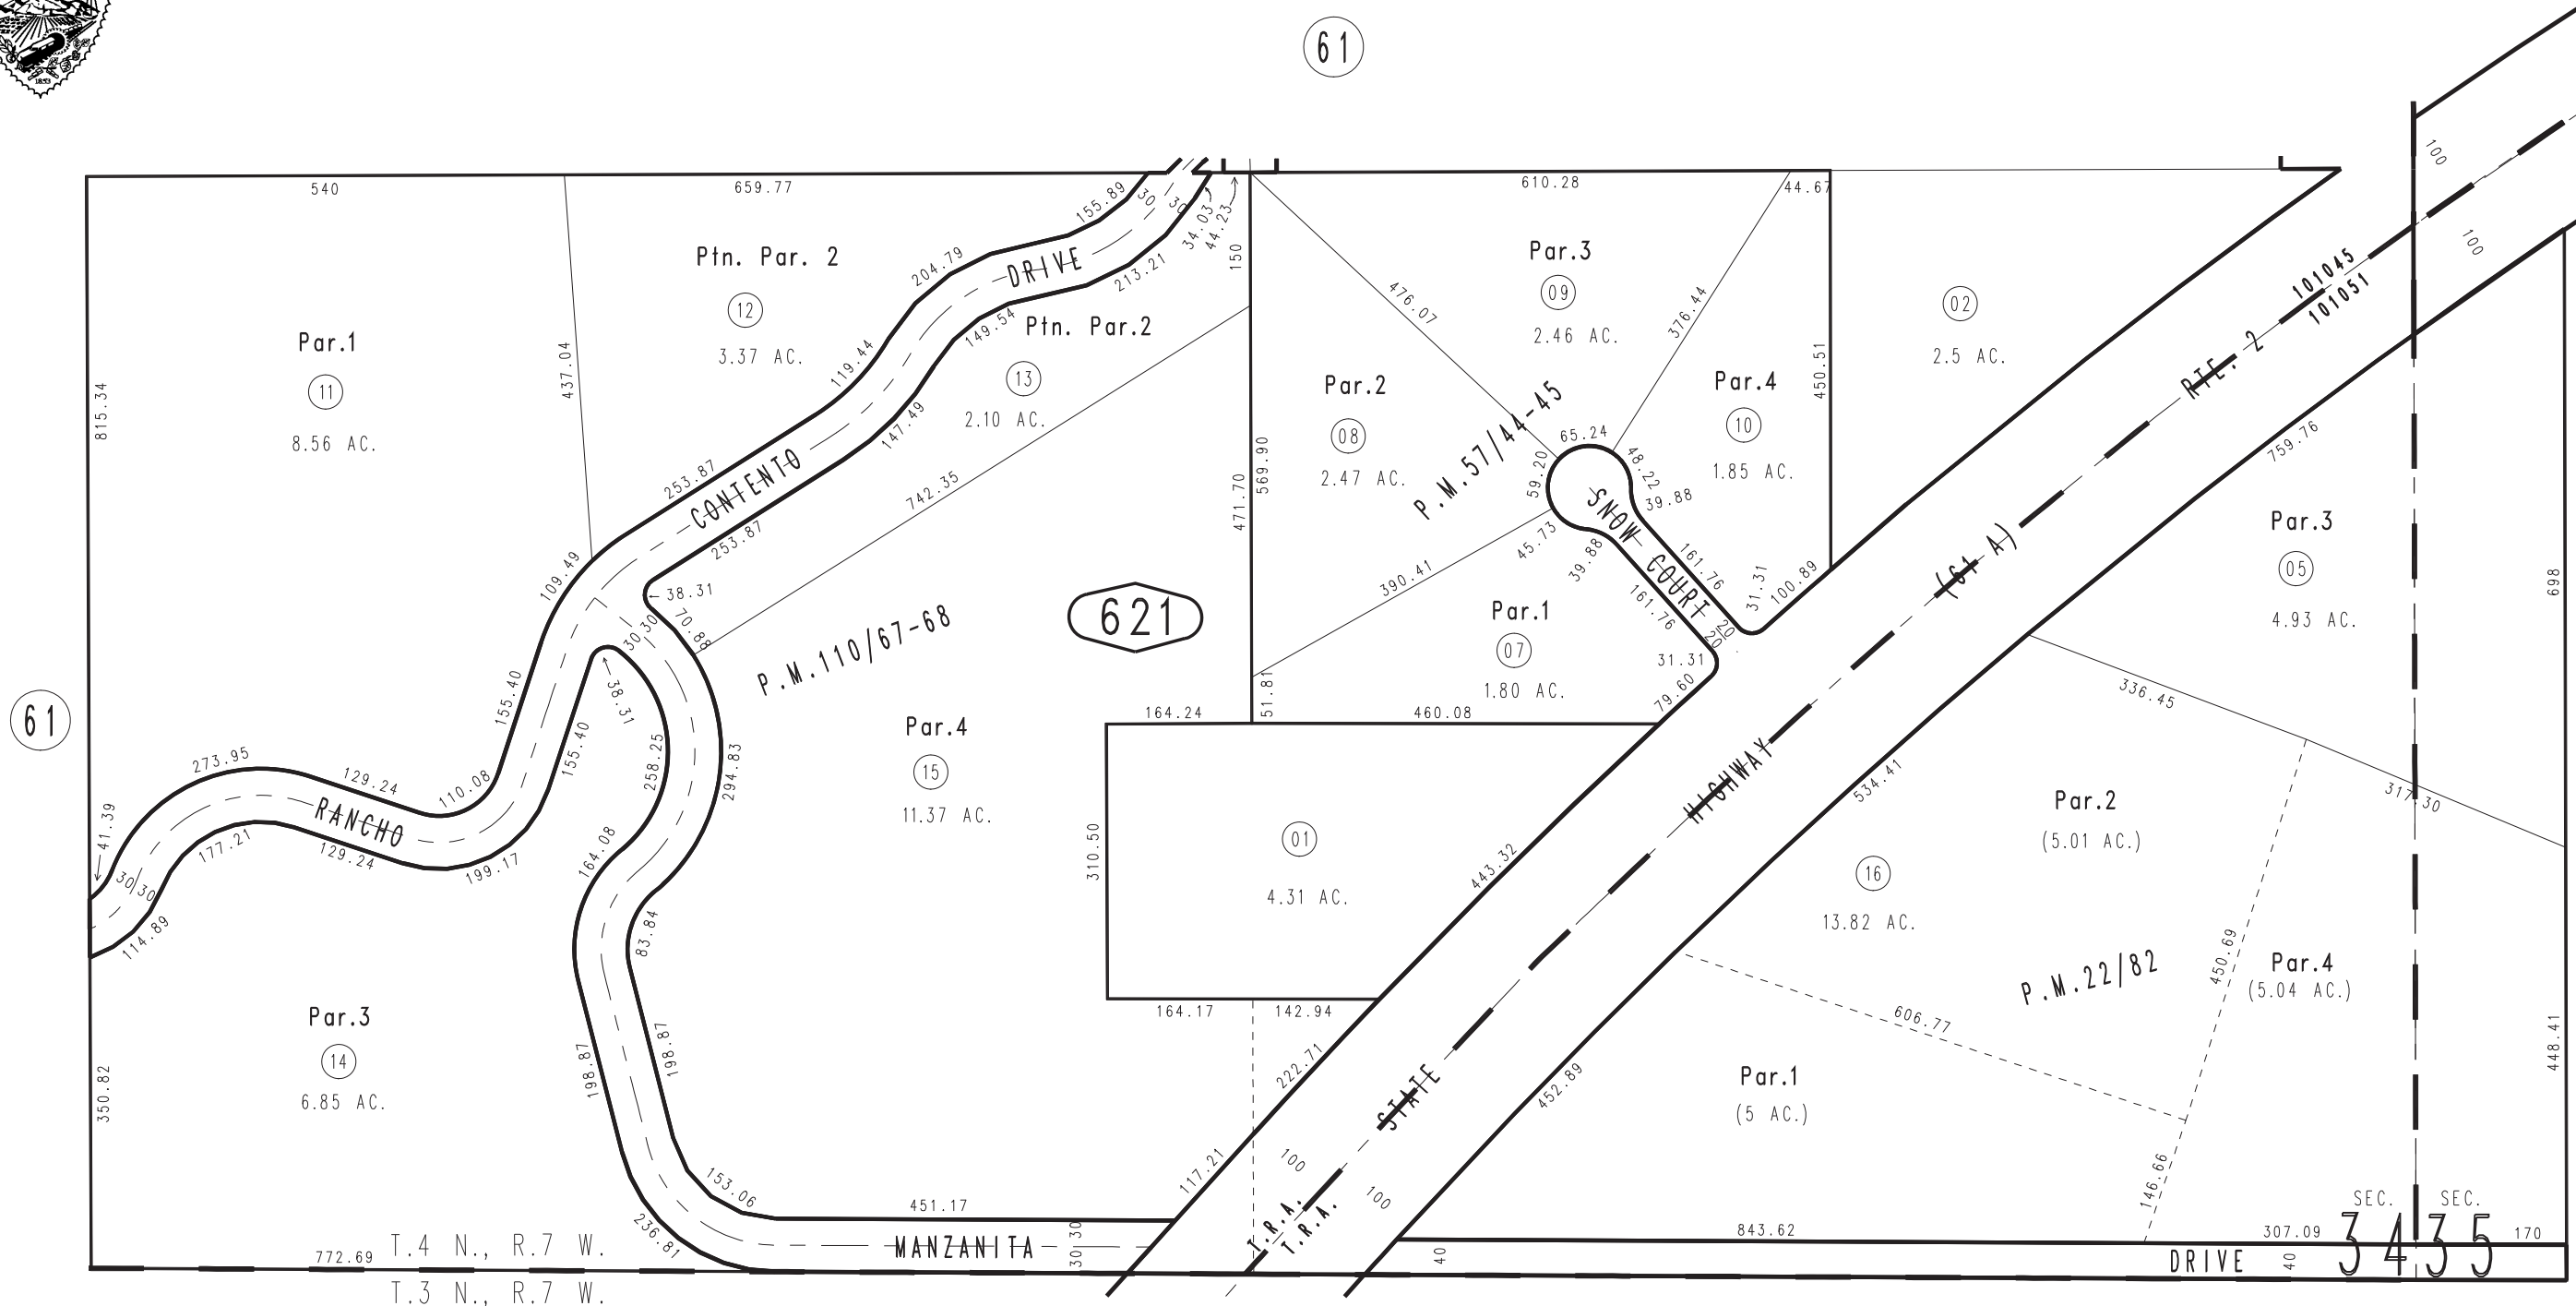 1853
61
540
659.77
155.89
30
30
34.03
44.23
610.28
44.67
100
100
Ptn. Par. 2
12
3.37 AC.
204.79
DRIVE
213.21
150
Par.3
09
2.46 AC.
476.07
376.44
02
2.5 AC.
101045
101051
Par.1
11
8.56 AC.
815.34
437.04
119.44
149.54
Ptn. Par.2
13
2.10 AC.
147.49
Par.2
08
2.47 AC.
P.M.57/44-45
Par.4
10
1.85 AC.
450.51
RTE. 2
759.76
253.87
CONTENTO
253.87
742.35
471.70
569.90
65.24
59.20
48.22
39.88
45.73
39.88
SNOW COURT
161.76
161.76
20
20
31.31
31.31
100.89
79.60
(61 A)
Par.3
05
4.93 AC.
698
109.49
38.31
70.88
30
30
38.31
P.M.110/67-68
621
390.41
Par.1
07
1.80 AC.
51.81
336.45
317.30
61
155.40
155.40
258.25
294.83
Par.4
15
11.37 AC.
164.24
460.08
HIGHWAY
534.41
Par.2
(5.01 AC.)
273.95
129.24
110.08
RANCHO
41.39
30
30
177.21
129.24
199.17
114.89
164.08
83.84
310.50
01
4.31 AC.
443.32
16
13.82 AC.
450.69
P.M.22/82
Par.4
(5.04 AC.)
164.17
142.94
606.77
Par.3
14
6.85 AC.
350.82
198.87
198.87
222.71
STATE
452.89
Par.1
(5 AC.)
448.41
153.06
236.81
451.17
117.21
100
100
T.R.A.
T.R.A.
146.66
SEC.
SEC.
34
35
843.62
307.09
170
772.69
T.4 N., R.7 W.
MANZANITA
30
30
40
DRIVE
40
T.3 N., R.7 W.